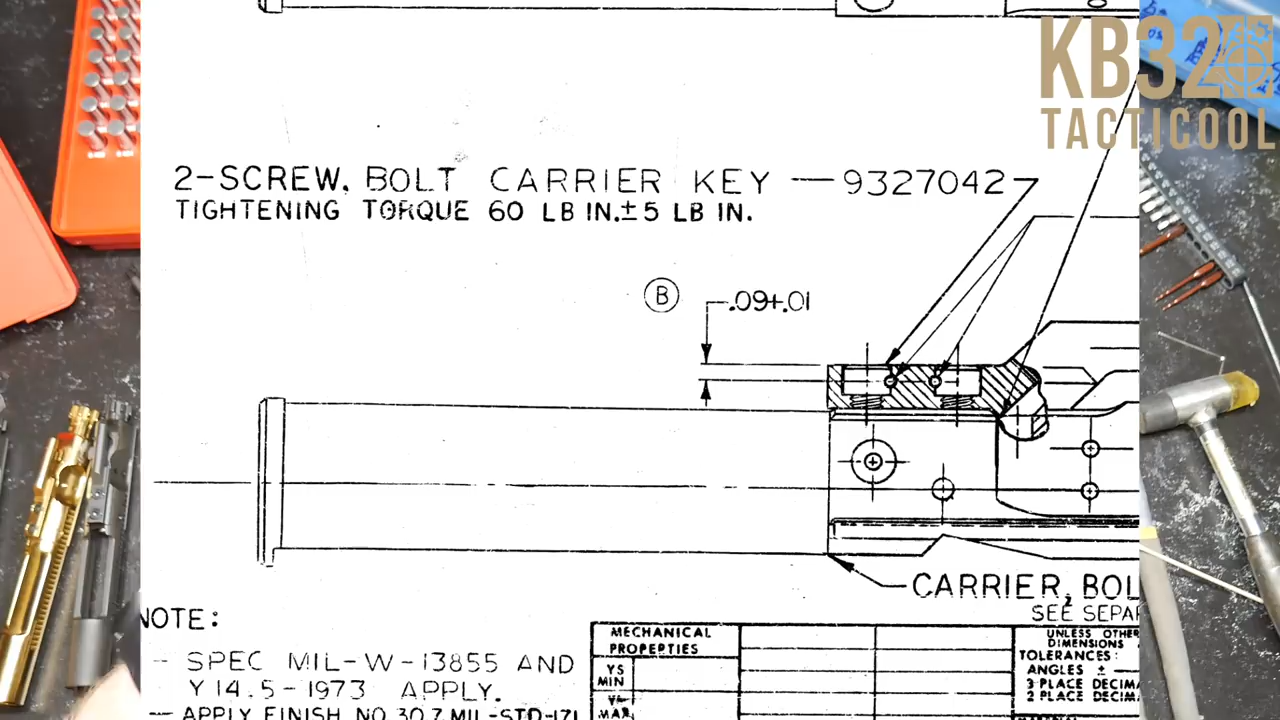 KB32
TACTICOOL
2-SCREW, BOLT CARRIER KEY — 9327042
TIGHTENING TORQUE 60 LB IN.±5 LB IN.
B
.09+.01
CARRIER, BOL
SEE SEPAR
NOTE:
- SPEC MIL-W-13855 AND
Y14.5-1973 APPLY.
- APPLY FINISH NO. 30.7 MIL-STD-171
MECHANICAL
PROPERTIES
YS
MIN
MAX
UNLESS OTHER
DIMENSIONS
TOLERANCES:
ANGLES ±
3 PLACE DECIMA
2 PLACE DECIMA